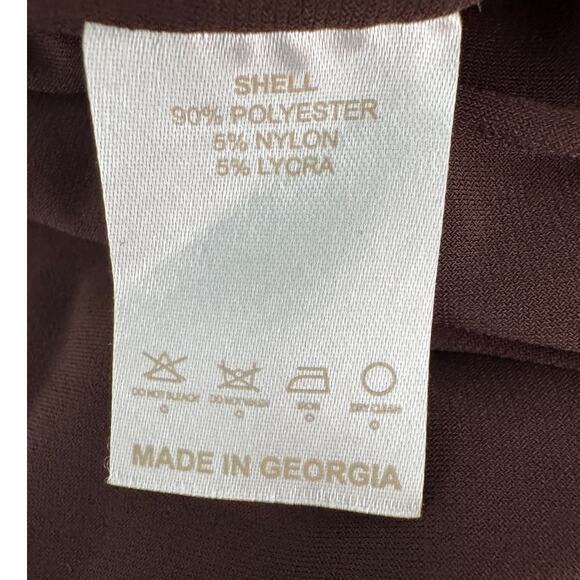 SHELL
90% POLYESTER
5% NYLON
5% LYCRA
DO NOT BLEACH DO NOT WASH IRON DRY CLEAN
MADE IN GEORGIA